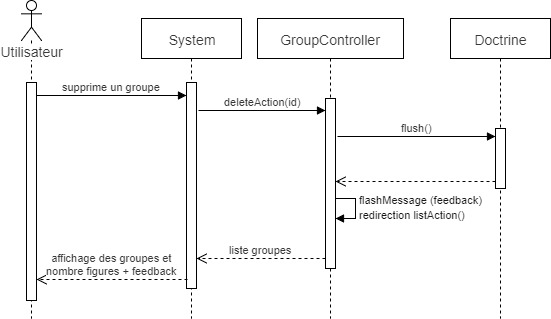 Utilisateur
System
GroupController
Doctrine
supprime un groupe
deleteAction(id)
flush()
flashMessage (feedback)
redirection listAction()
liste groupes
affichage des groupes et
nombre figures + feedback